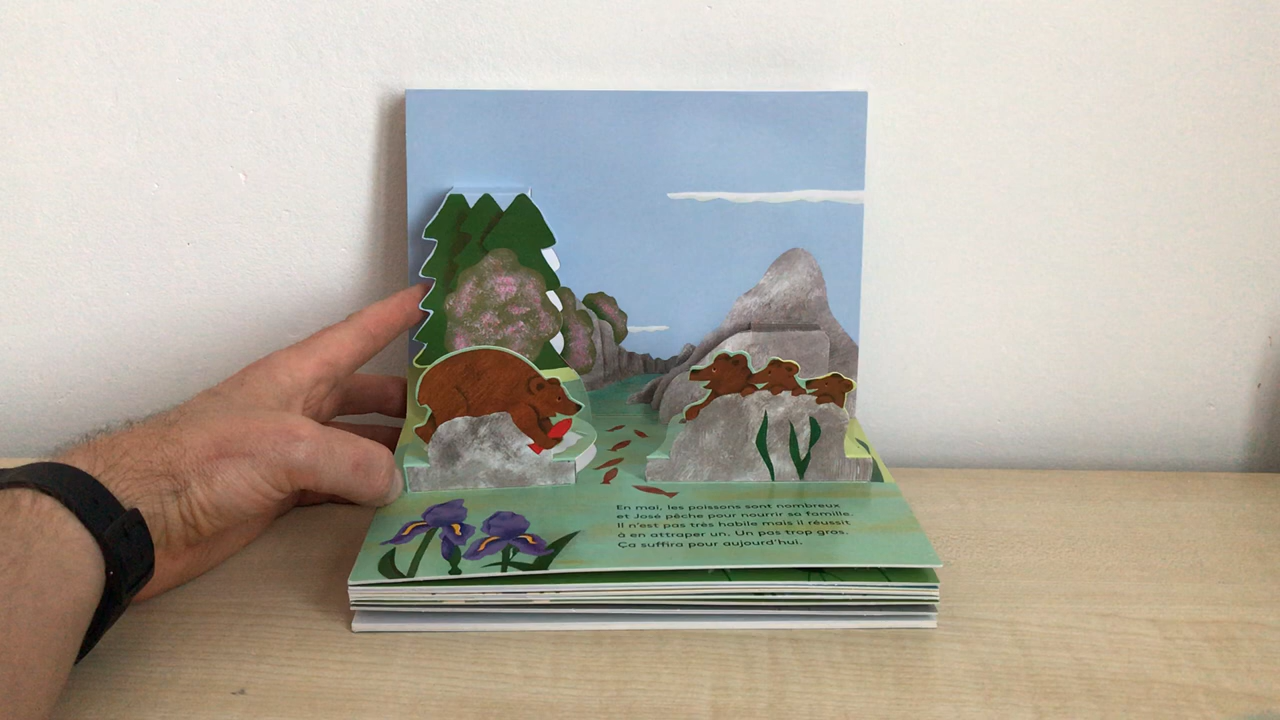 En mai, les poissons sont nombreux
et José pêche pour nourrir sa famille.
Il n'est pas très habile mais il réussit
à en attraper un. Un pas trop gros.
Ça suffira pour aujourd'hui.